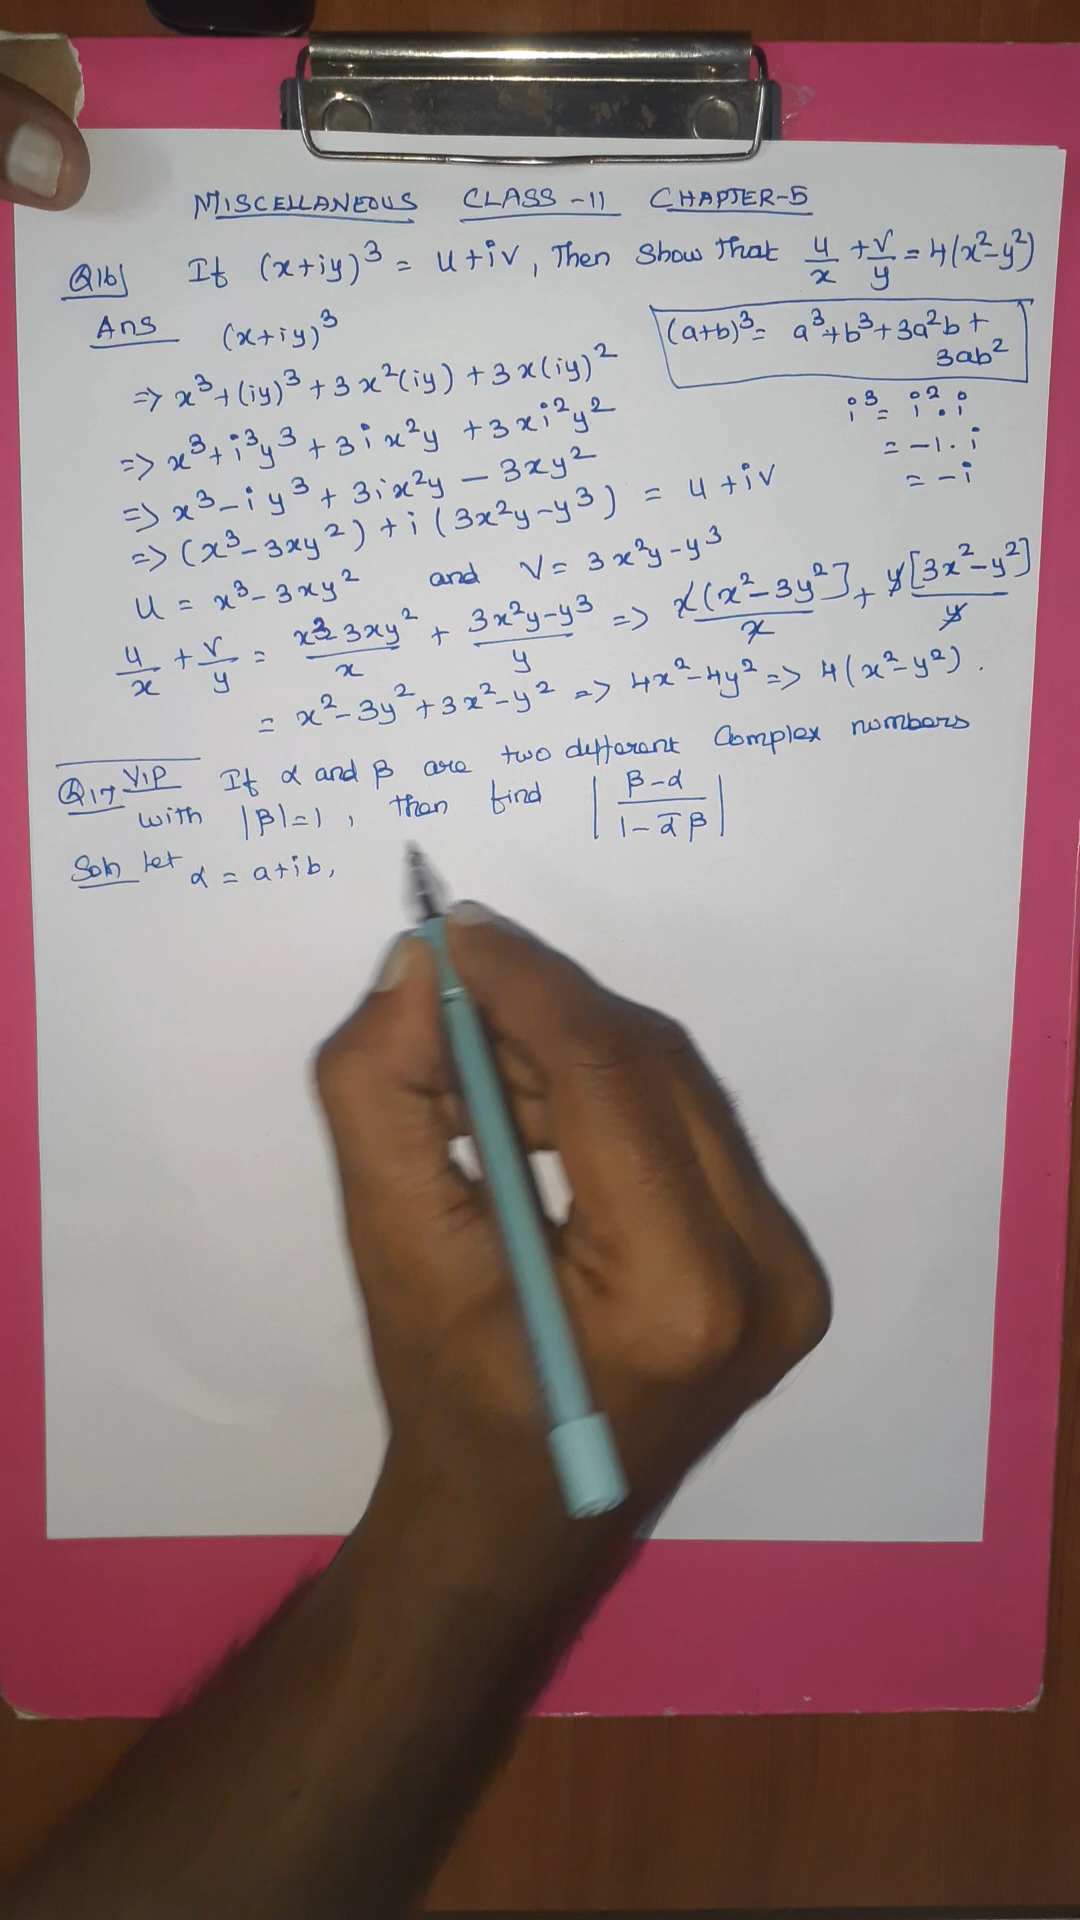 MISCELLANEOUS CLASS-11 CHAPTER-5
Q16] If (x+iy)³ = u+iv, Then Show that u/x + v/y = 4(x²-y²)
Ans (x+iy)³
(a+b)³= a³+b³+3a²b+
3ab²
=> x³+(iy)³+3x²(iy)+3x(iy)²
=> x³+i³y³+3ix²y+3xi²y²
i³= i².i
= -1.i
= -i
=> x³-iy³+3ix²y-3xy²
=> (x³-3xy²)+i(3x²y-y³) = u+iv
u = x³-3xy² and v= 3x²y-y³
u/x + v/y = x³-3xy²/x + 3x²y-y³/y => x(x²-3y²]/x + y[3x²-y²]/y
= x²-3y²+3x²-y² => 4x²-4y² => 4(x²-y²).
Q17 VIP If α and β are two different Complex numbers
with |β|=1, then find |β-α/1-ᾱβ|
Soln let α = a+ib,